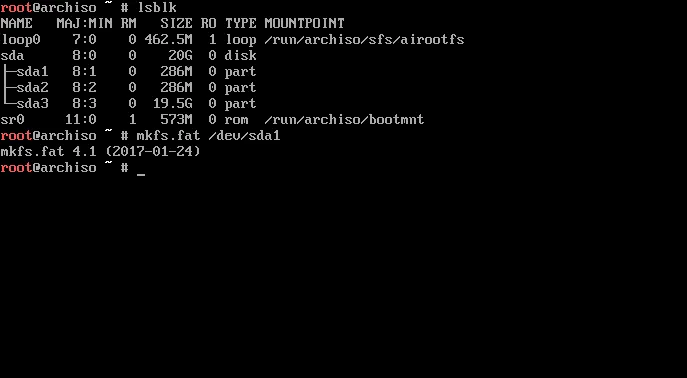 root@archiso ~ # lsblk
NAME   MAJ:MIN RM   SIZE RO TYPE MOUNTPOINT
loop0    7:0    0 462.5M  1 loop /run/archiso/sfs/airootfs
sda      8:0    0    20G  0 disk
├─sda1   8:1    0   286M  0 part
├─sda2   8:2    0   286M  0 part
└─sda3   8:3    0  19.5G  0 part
sr0     11:0    1   573M  0 rom  /run/archiso/bootmnt
root@archiso ~ # mkfs.fat /dev/sda1
mkfs.fat 4.1 (2017-01-24)
root@archiso ~ # _